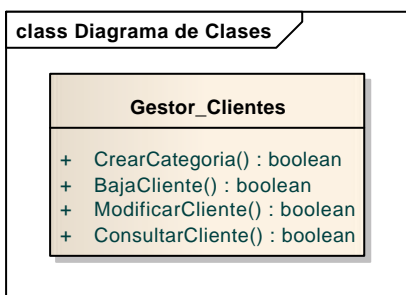 class Diagrama de Clases
Gestor_Clientes
+ CrearCategoria() : boolean
+ BajaCliente() : boolean
+ ModificarCliente() : boolean
+ ConsultarCliente() : boolean